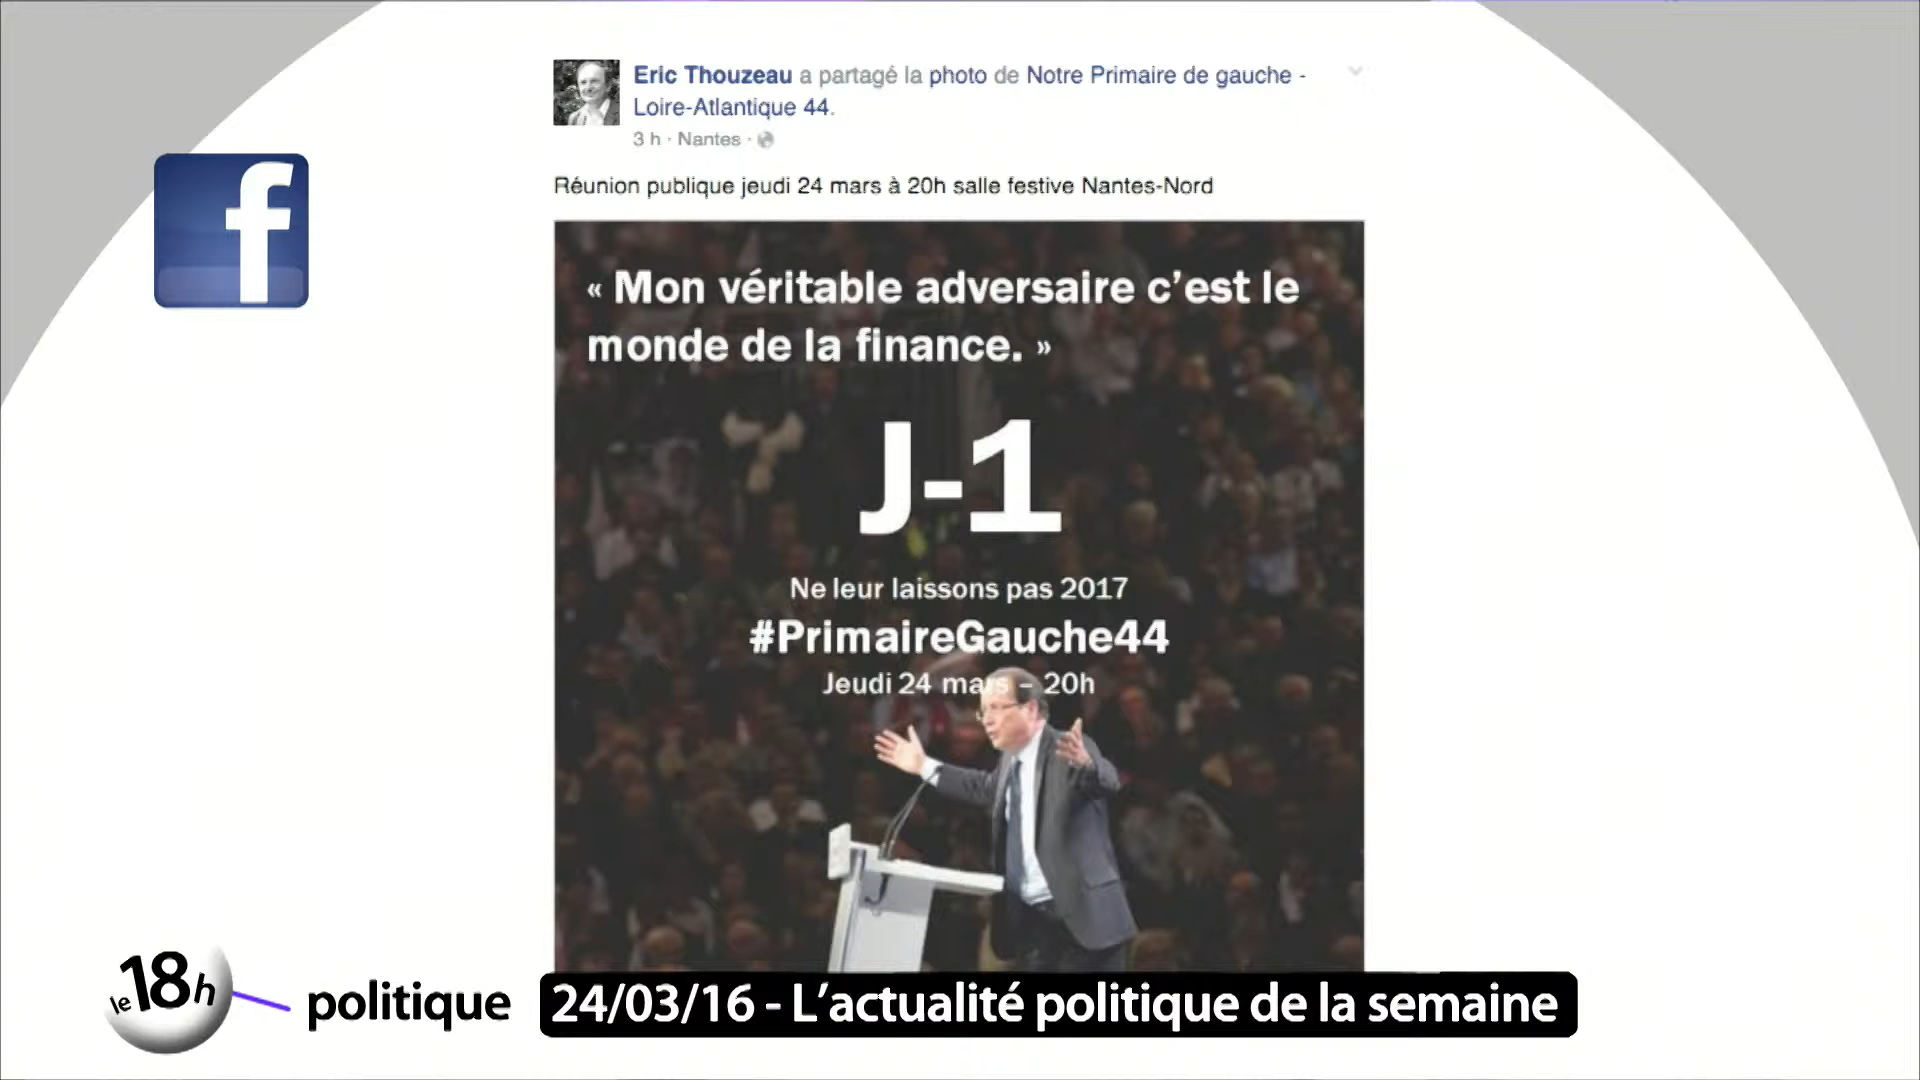 Eric Thouzeau a partagé la photo de Notre Primaire de gauche -
Loire-Atlantique 44.
3 h · Nantes ·
f
Réunion publique jeudi 24 mars à 20h salle festive Nantes-Nord
« Mon véritable adversaire c’est le
monde de la finance. »
J-1
Ne leur laissons pas 2017
#PrimaireGauche44
Jeudi 24 mars – 20h
le 18h
politique
24/03/16 - L’actualité politique de la semaine